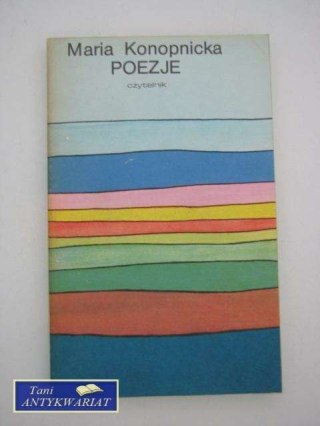 Maria Konopnicka
POEZJE
czytelnik
Tani
ANTYKWARIAT